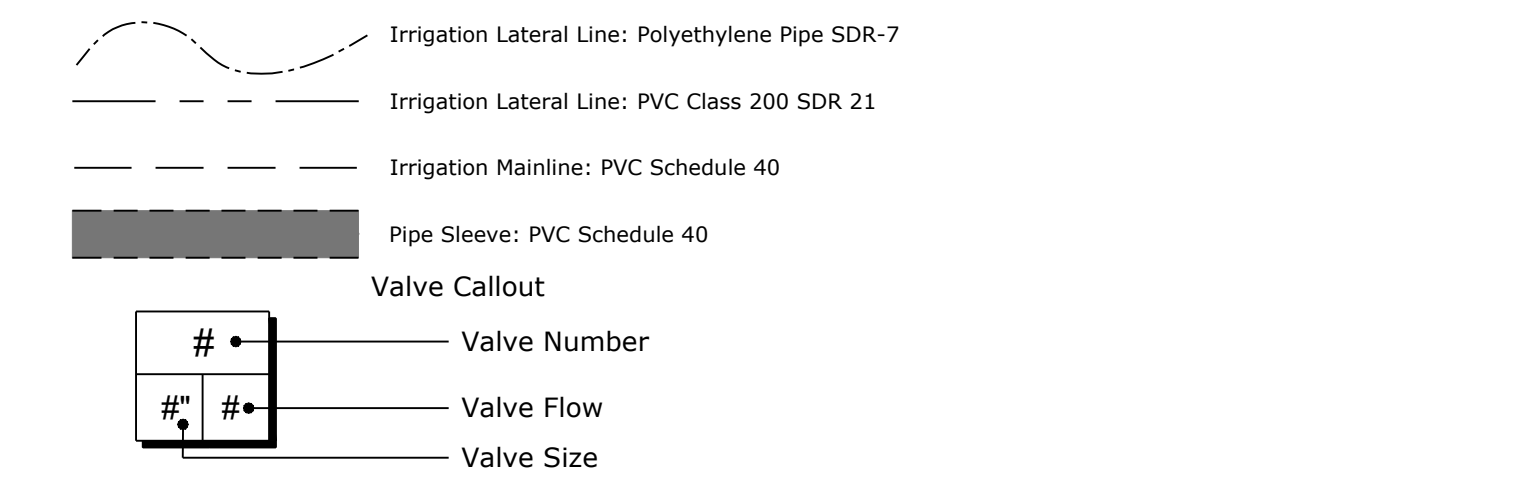 Irrigation Lateral Line: Polyethylene Pipe SDR-7
Irrigation Lateral Line: PVC Class 200 SDR 21
Irrigation Mainline: PVC Schedule 40
Pipe Sleeve: PVC Schedule 40
Valve Callout
# Valve Number
#" # Valve Flow
Valve Size